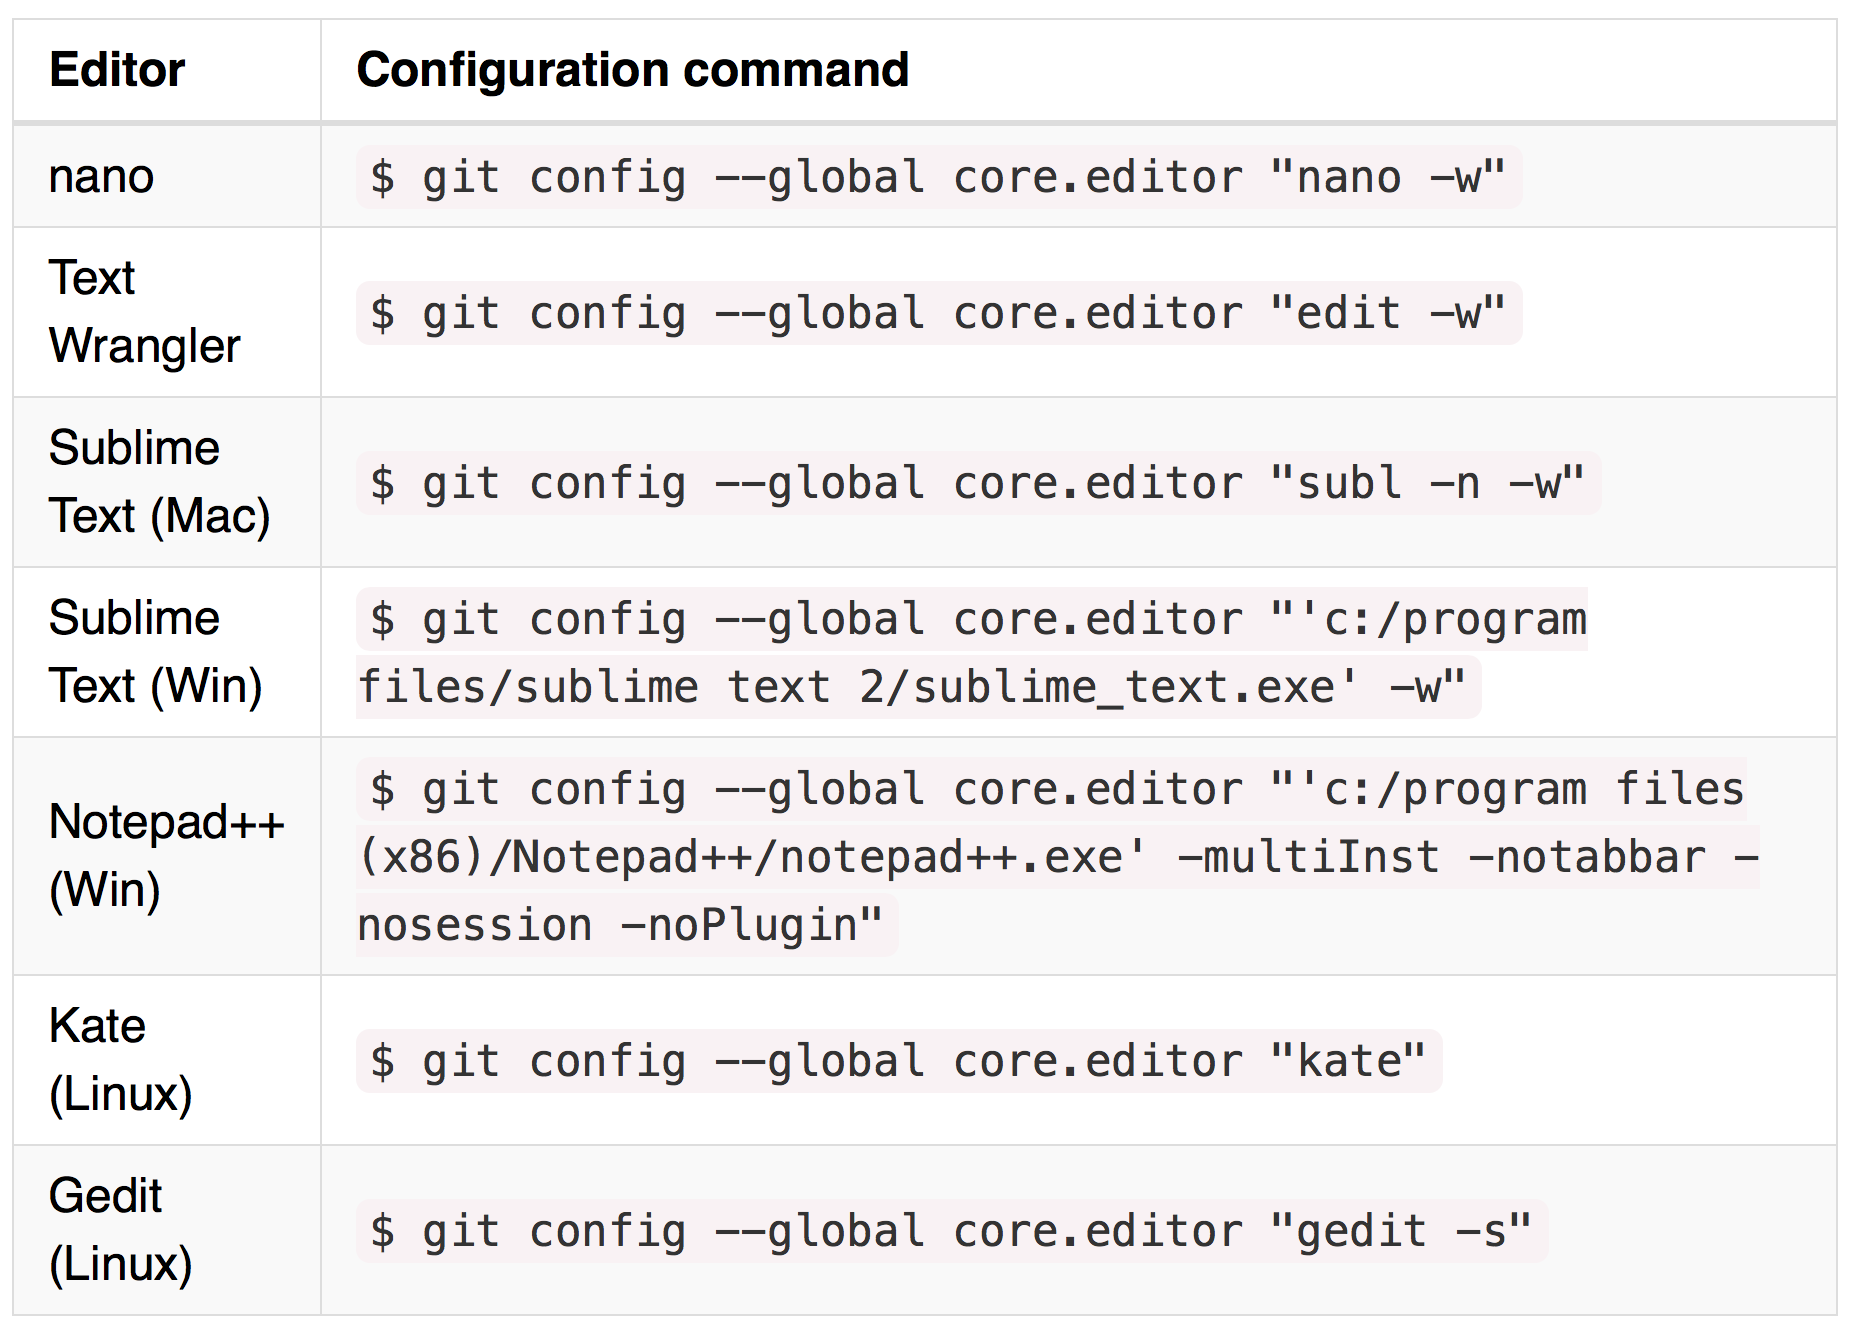 Editor
Configuration command
nano
$ git config --global core.editor "nano -w"
Text
Wrangler
$ git config --global core.editor "edit -w"
Sublime
Text (Mac)
$ git config --global core.editor "subl -n -w"
Sublime
Text (Win)
$ git config --global core.editor "'c:/program
files/sublime text 2/sublime_text.exe' -w"
Notepad++
(Win)
$ git config --global core.editor "'c:/program files
(x86)/Notepad++/notepad++.exe' -multiInst -notabbar -
nosession -noPlugin"
Kate
(Linux)
$ git config --global core.editor "kate"
Gedit
(Linux)
$ git config --global core.editor "gedit -s"